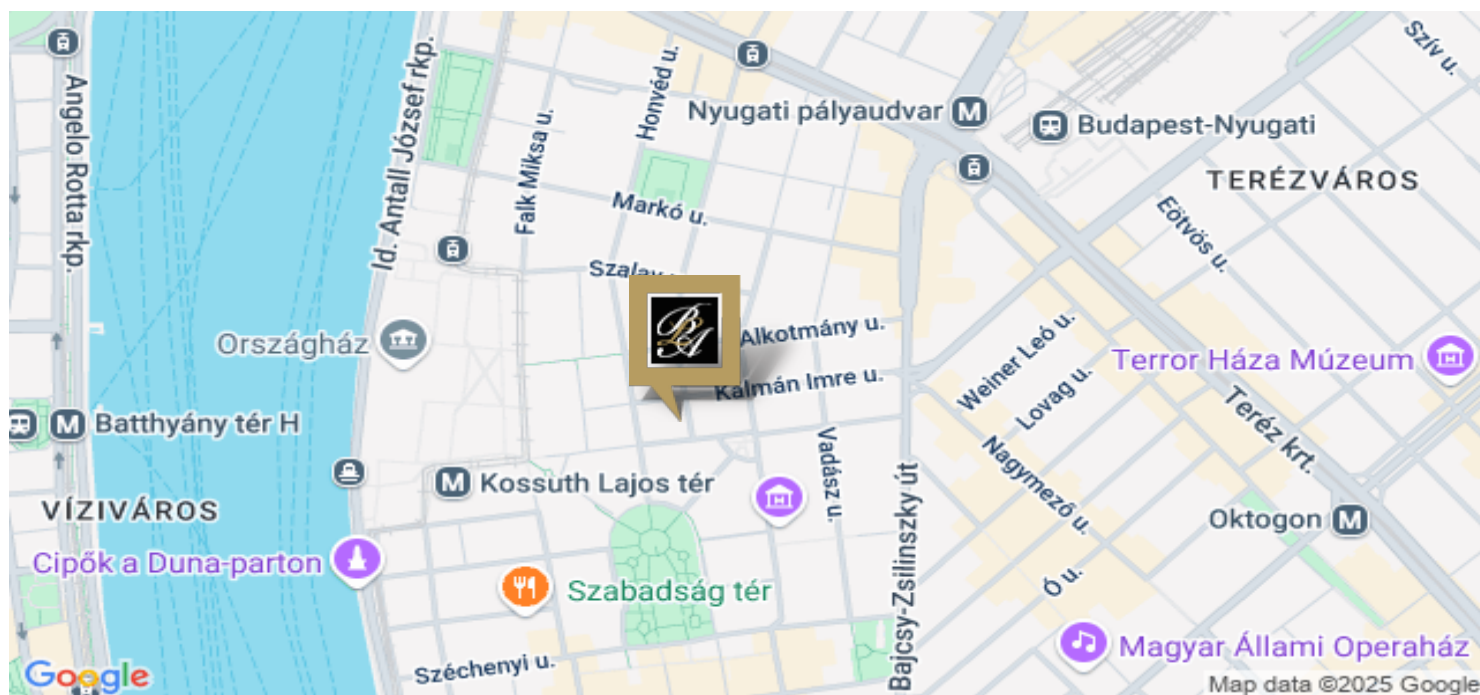 Szív u.
Angelo Rotta rkp.
Id. Antall József rkp.
Falk Miksa u.
Honvéd u.
Nyugati pályaudvar M
Budapest-Nyugati
TERÉZVÁROS
Markó u.
Eötvös u.
Szalay
BA
Alkotmány u.
Országház
Kálmán Imre u.
Weiner Leó u.
Terror Háza Múzeum
Lovag u.
Teréz krt.
M Batthyány tér H
Vadász u.
Nagymező u.
M Kossuth Lajos tér
VÍZIVÁROS
Bajcsy-Zsilinszky út
Oktogon M
Cipők a Duna-parton
Szabadság tér
Ó u.
Széchenyi u.
Magyar Állami Operaház
Google
Map data ©2025 Google